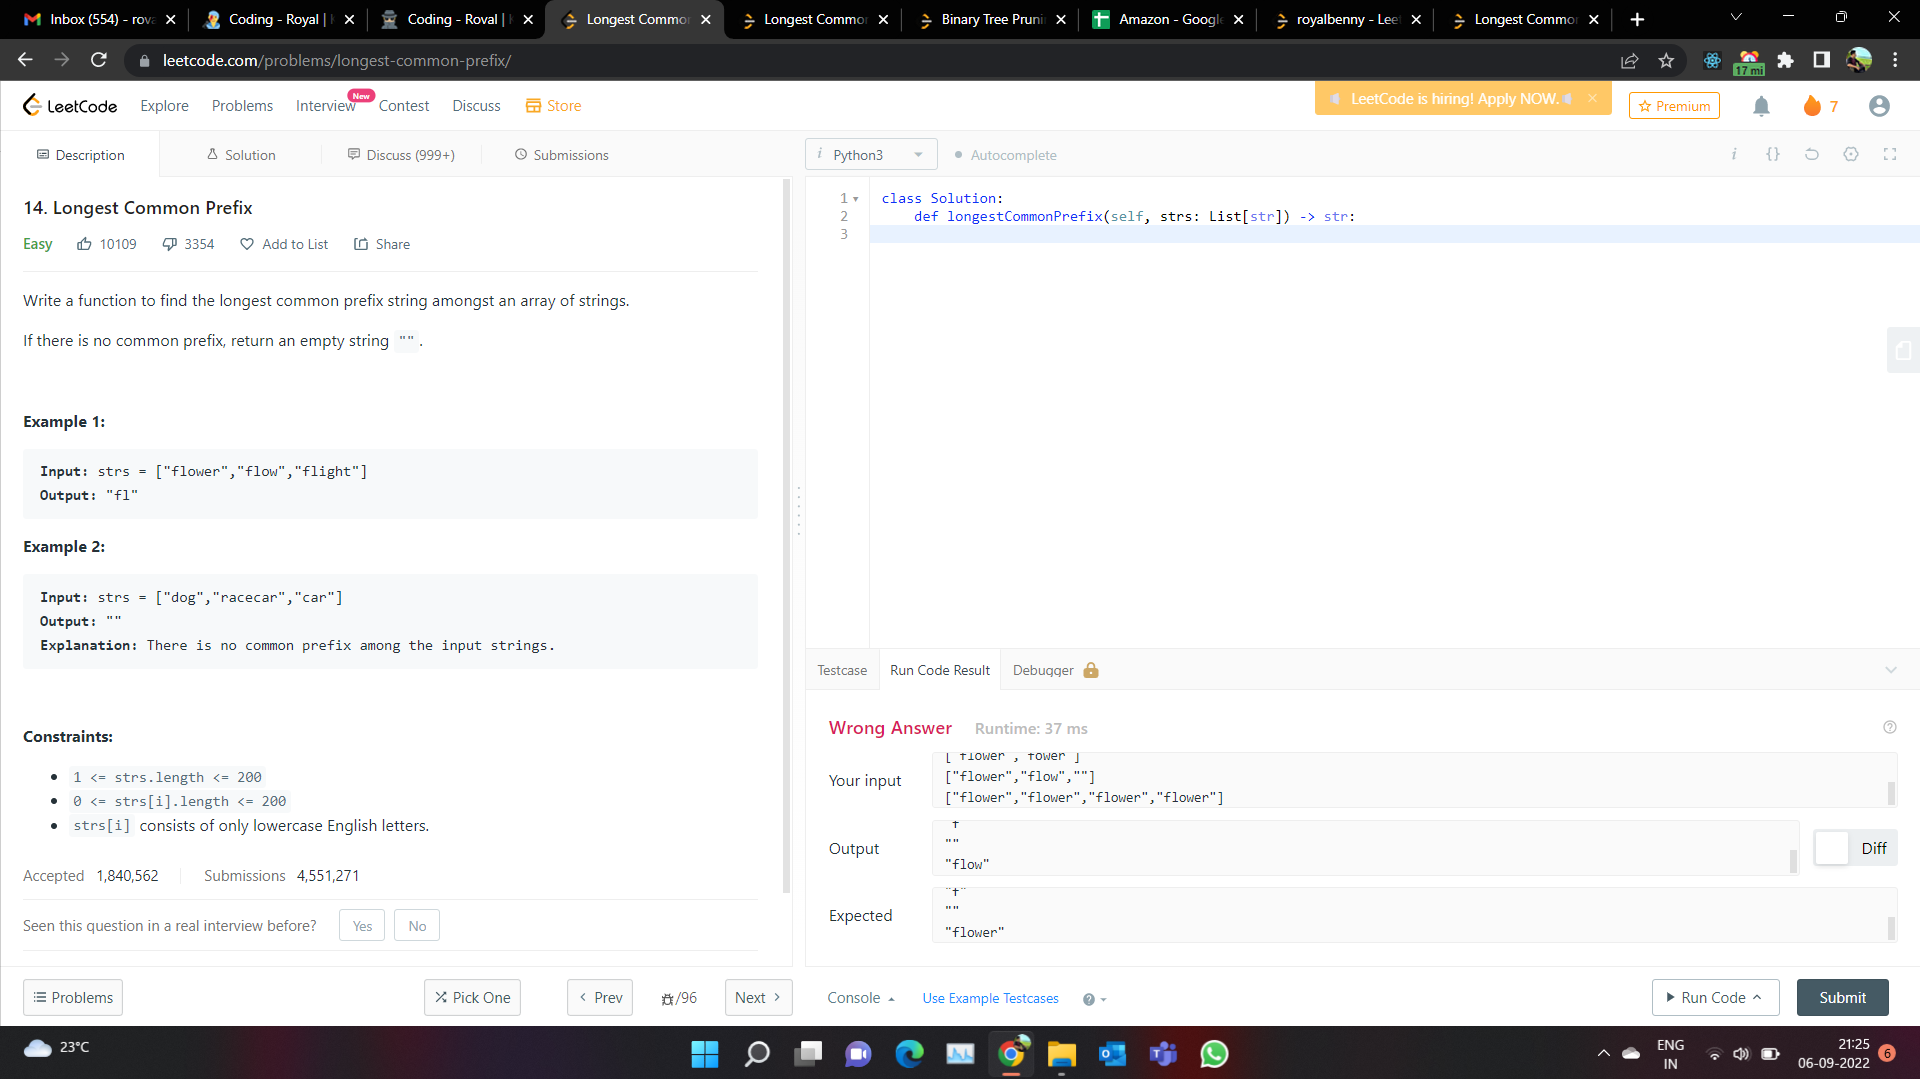 Inbox (554) - rova
Coding - Royal |
Coding - Royal |
Longest Commo
Longest Commo
Binary Tree Pruni
Amazon - Google
royalbenny - Lee
Longest Commo
leetcode.com/problems/longest-common-prefix/
17 mi
LeetCode
Explore
Problems
Interview
New
Contest
Discuss
Store
LeetCode is hiring! Apply NOW.
Premium
7
Description
Solution
Discuss (999+)
Submissions
i Python3
Autocomplete
i {}
14. Longest Common Prefix
Easy 10109 3354 Add to List Share
Write a function to find the longest common prefix string amongst an array of strings.
If there is no common prefix, return an empty string "".
Example 1:
Input: strs = ["flower","flow","flight"]
Output: "fl"
Example 2:
Input: strs = ["dog","racecar","car"]
Output: ""
Explanation: There is no common prefix among the input strings.
Constraints:
1 <= strs.length <= 200
0 <= strs[i].length <= 200
strs[i] consists of only lowercase English letters.
Accepted 1,840,562 Submissions 4,551,271
Seen this question in a real interview before? Yes No
Problems
Pick One
Prev
/96
Next
1 class Solution:
2 def longestCommonPrefix(self, strs: List[str]) -> str:
3
Testcase
Run Code Result
Debugger
Wrong Answer Runtime: 37 ms
Your input
["flower","fower"]
["flower","flow",""]
["flower","flower","flower","flower"]
Output
"f"
""
"flow"
Diff
Expected
"f"
""
"flower"
Console
Use Example Testcases
Run Code
Submit
23°C
ENG
IN
21:25
06-09-2022
6